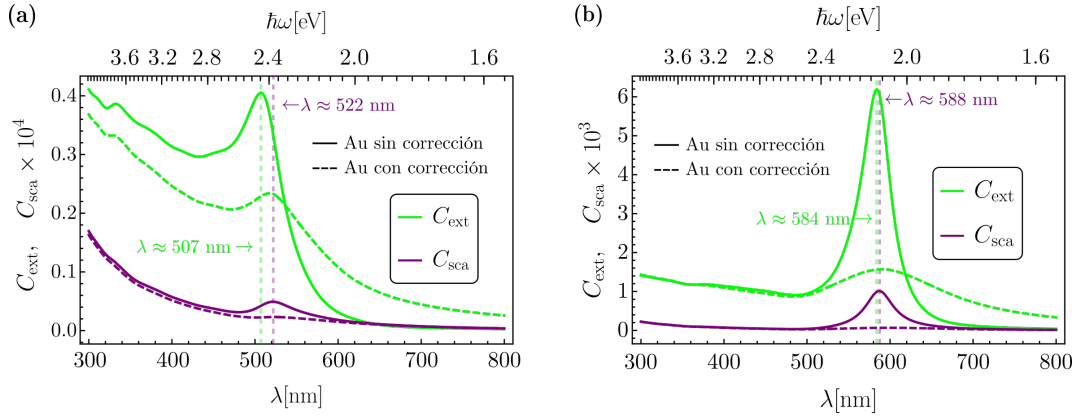 (a)
ħω[eV]
3.6 3.2 2.8 2.4 2.0 1.6
C_ext, C_sca × 10^4
0.4
0.3
0.2
0.1
0.0
←λ ≈ 522 nm
Au sin corrección
Au con corrección
λ ≈ 507 nm→
C_ext
C_sca
300 400 500 600 700 800
λ[nm]
(b)
ħω[eV]
3.6 3.2 2.8 2.4 2.0 1.6
C_ext, C_sca × 10^3
6
5
4
3
2
1
0
←λ ≈ 588 nm
Au sin corrección
Au con corrección
λ ≈ 584 nm→
C_ext
C_sca
300 400 500 600 700 800
λ[nm]